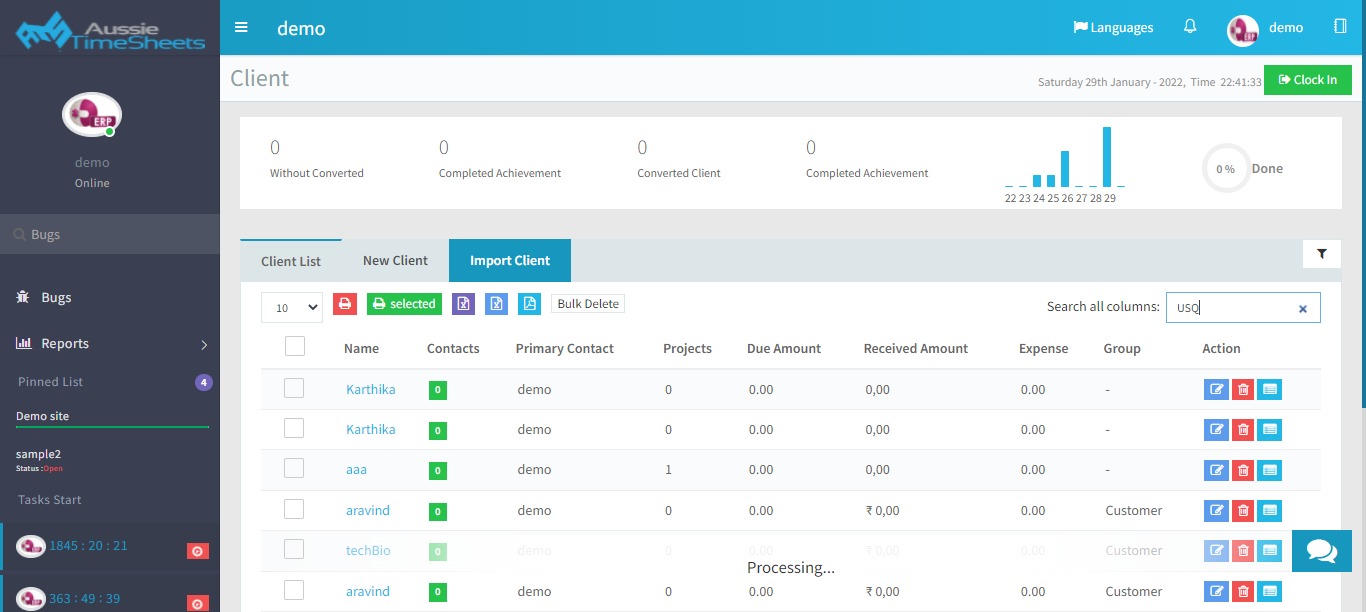 Aussie
TimeSheets
demo
Languages
demo
Client
Saturday 29th January - 2022, Time 22:41:33
Clock In
ERP
demo
Online
Bugs
Bugs
Reports
Pinned List 4
Demo site
sample2
Status :Open
Tasks Start
1845 : 20 : 21
363 : 49 : 39
0 0 0 0
Without Converted Completed Achievement Converted Client Completed Achievement
22 23 24 25 26 27 28 29
0 % Done
Client List New Client Import Client
10 selected Bulk Delete Search all columns: USQ
Name Contacts Primary Contact Projects Due Amount Received Amount Expense Group Action
Karthika 0 demo 0 0.00 0,00 0.00 -
Karthika 0 demo 0 0.00 0,00 0.00 -
aaa 0 demo 1 0.00 0,00 0.00 -
aravind 0 demo 0 0.00 ₹ 0,00 0.00 Customer
techBio 0 demo 0 0.00 ₹ 0,00 0.00 Customer
Processing...
aravind 0 demo 0 0.00 ₹ 0,00 0.00 Customer